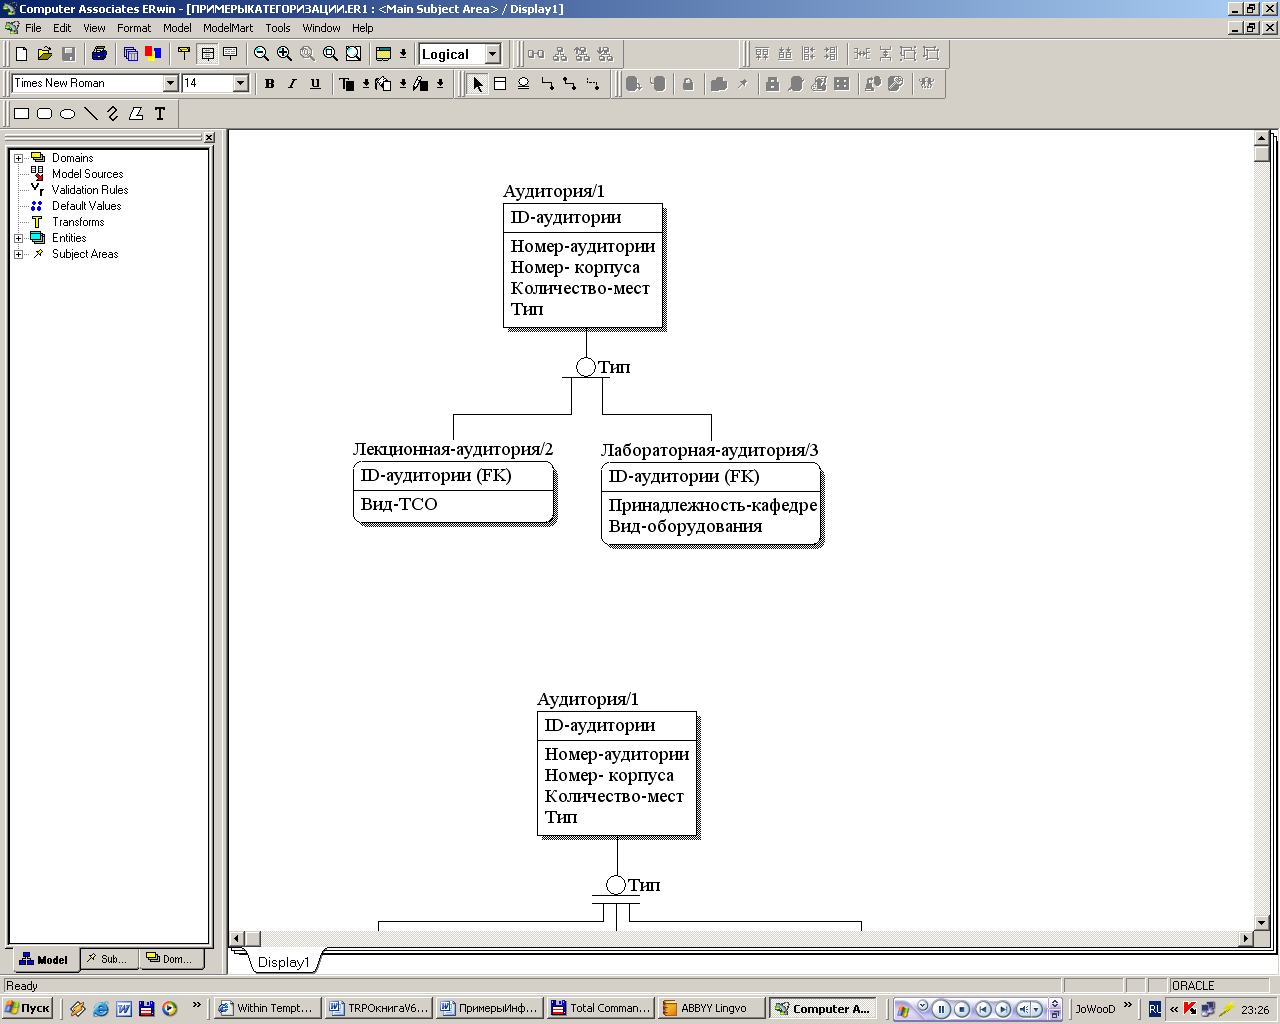 Computer Associates ERwin - [ПРИМЕРЫКАТЕГОРИЗАЦИИ.ER1 : <Main Subject Area> / Display1]
File Edit View Format Model ModelMart Tools Window Help
Logical
Times New Roman 14 B I U
T
Domains
Model Sources
Validation Rules
Default Values
Transforms
Entities
Subject Areas
Аудитория/1
ID-аудитории
Номер-аудитории
Номер- корпуса
Количество-мест
Тип
Тип
Лекционная-аудитория/2
ID-аудитории (FK)
Вид-ТСО
Лабораторная-аудитория/3
ID-аудитории (FK)
Принадлежность-кафедре
Вид-оборудования
Аудитория/1
ID-аудитории
Номер-аудитории
Номер- корпуса
Количество-мест
Тип
Тип
Model Sub... Dom...
Display1
Ready ORACLE
Пуск » Within Tempt... TRPOкнигаV6... ПримерыИнф... Total Comman... ABBYY Lingvo Computer A... JoWooD » RU « 23:26